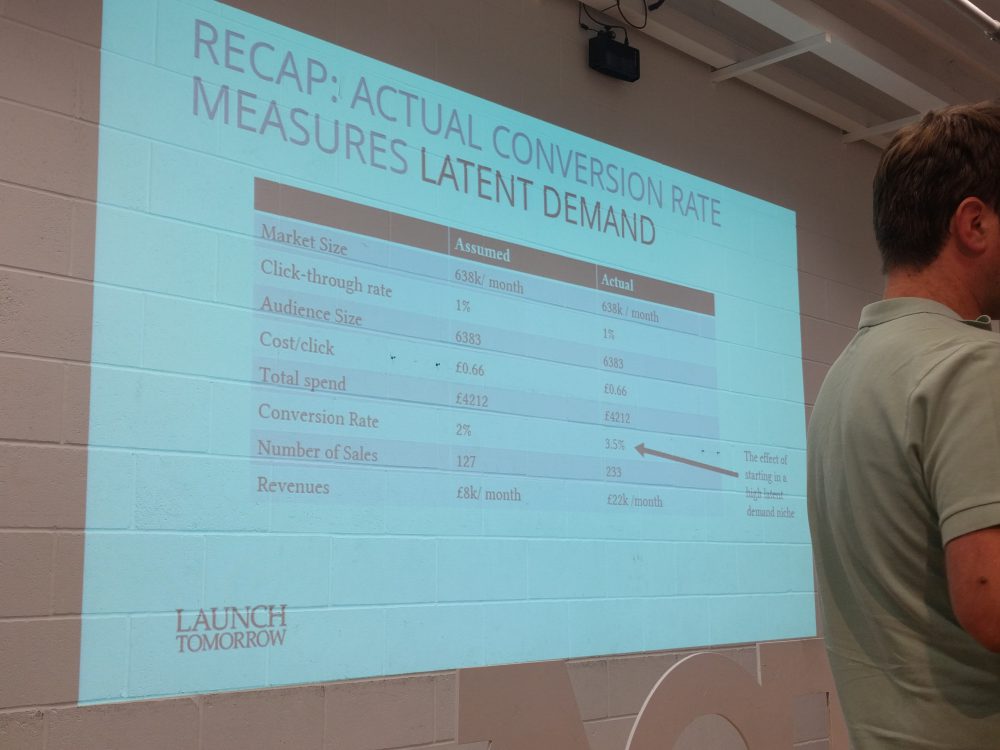 RECAP: ACTUAL CONVERSION RATE
MEASURES LATENT DEMAND
Assumed Actual
Market Size 638k/ month 638k / month
Click-through rate 1% 1%
Audience Size 6383 6383
Cost/click £0.66 £0.66
Total spend £4212 £4212
Conversion Rate 2% 3.5%
Number of Sales 127 233
Revenues £8k/ month £22k /month
The effect of
starting in a
high latent
demand niche
LAUNCH
TOMORROW